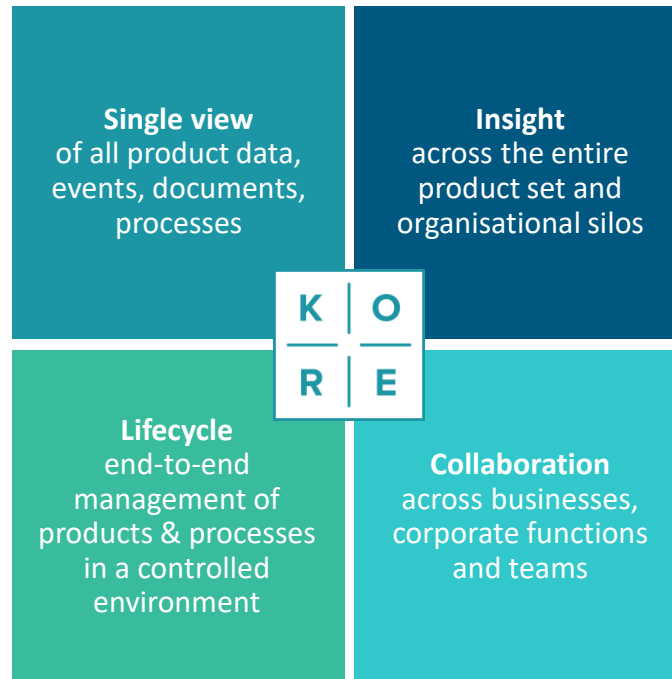 Single view
of all product data,
events, documents,
processes
Insight
across the entire
product set and
organisational silos
K O
R E
Lifecycle
end-to-end
management of
products & processes
in a controlled
environment
Collaboration
across businesses,
corporate functions
and teams